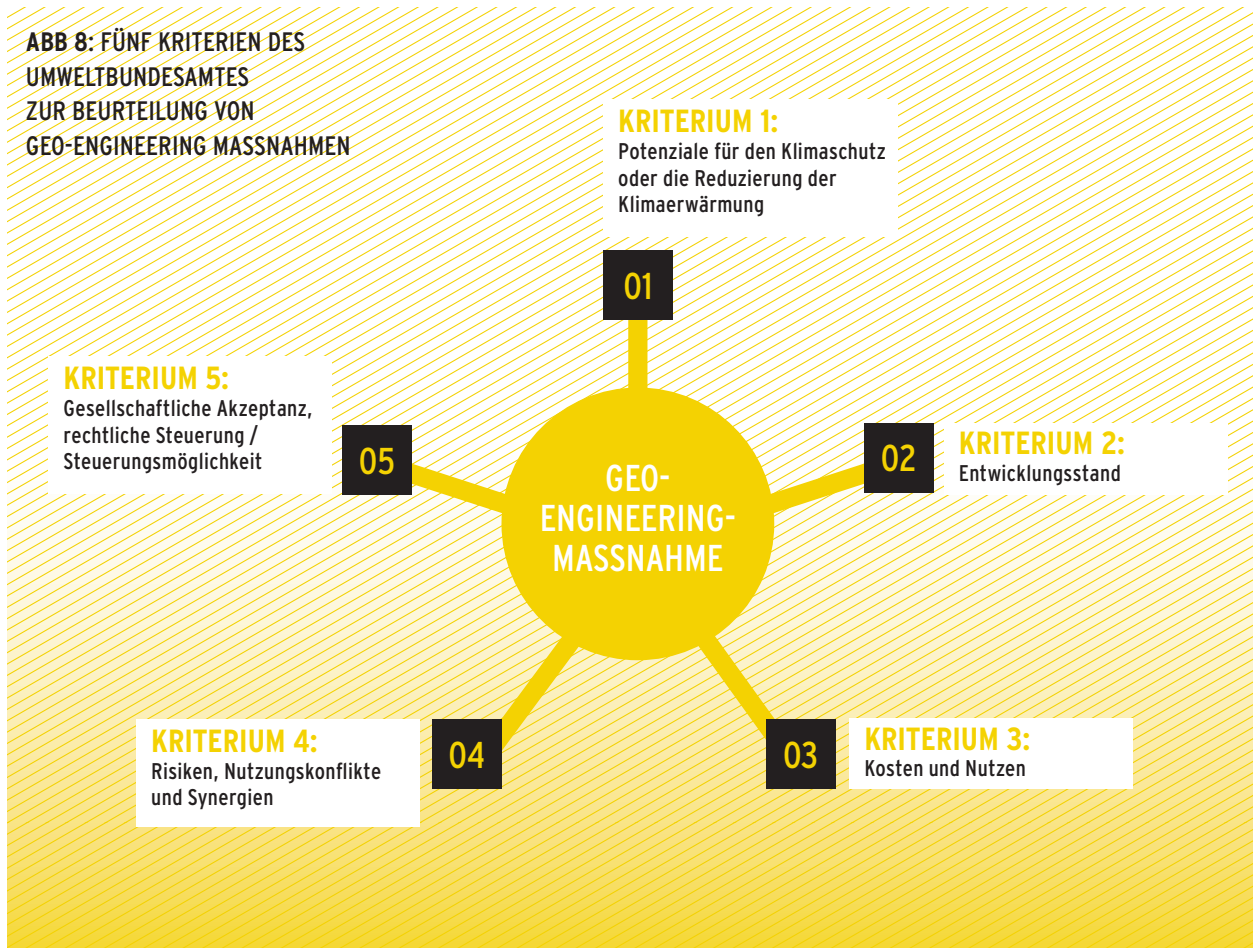 ABB 8: FÜNF KRITERIEN DES
UMWELTBUNDESAMTES
ZUR BEURTEILUNG VON
GEO-ENGINEERING MASSNAHMEN
KRITERIUM 1:
Potenziale für den Klimaschutz
oder die Reduzierung der
Klimaerwärmung
01
KRITERIUM 5:
Gesellschaftliche Akzeptanz,
rechtliche Steuerung /
Steuerungsmöglichkeit
05
GEO-
ENGINEERING-
MASSNAHME
02
KRITERIUM 2:
Entwicklungsstand
KRITERIUM 4:
Risiken, Nutzungskonflikte
und Synergien
04
03
KRITERIUM 3:
Kosten und Nutzen